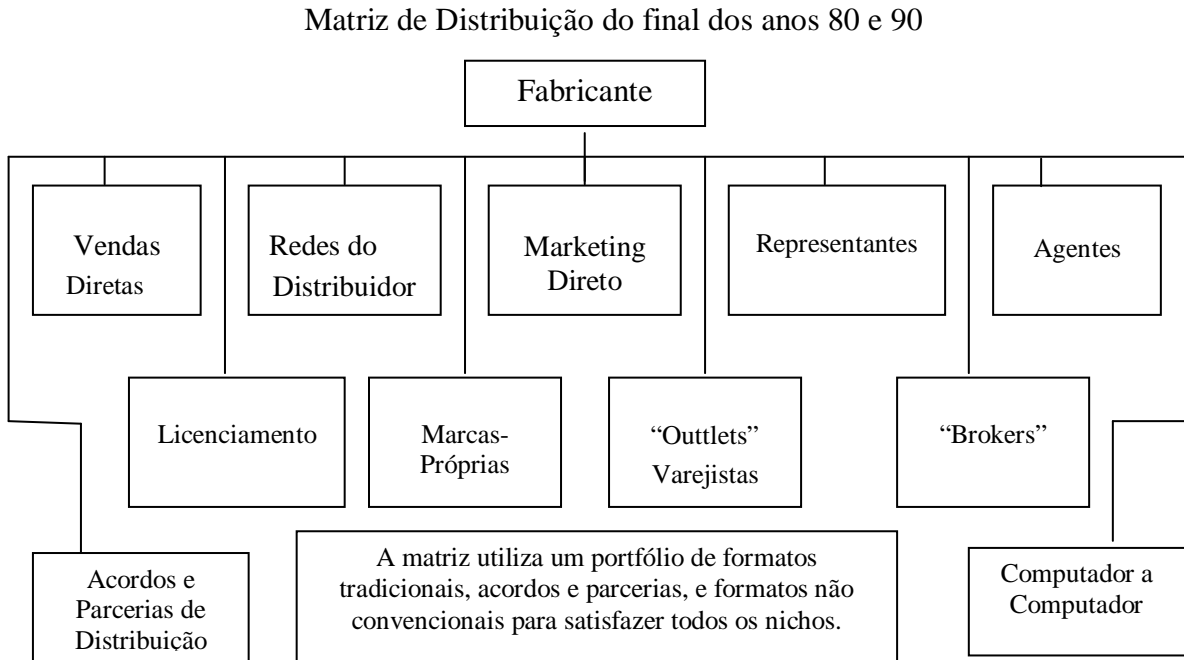 Matriz de Distribuição do final dos anos 80 e 90
Fabricante
Vendas
Diretas
Redes do
Distribuidor
Marketing
Direto
Representantes
Agentes
Licenciamento
Marcas-
Próprias
“Outtlets”
Varejistas
“Brokers”
Acordos e
Parcerias de
Distribuição
A matriz utiliza um portfólio de formatos
tradicionais, acordos e parcerias, e formatos não
convencionais para satisfazer todos os nichos.
Computador a
Computador